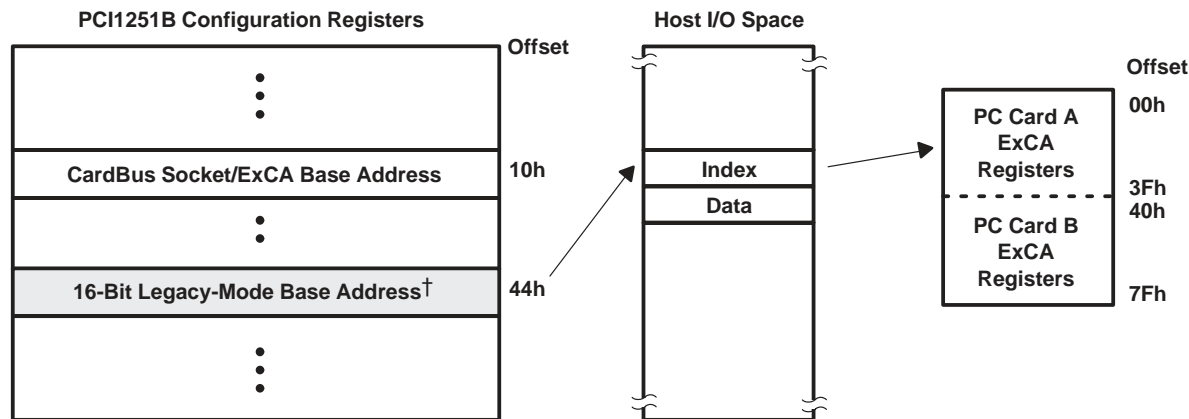 PCI1251B Configuration Registers
Offset
CardBus Socket/ExCA Base Address
10h
16-Bit Legacy-Mode Base Address†
44h
Host I/O Space
Index
Data
Offset
PC Card A
ExCA
Registers
00h
3Fh
40h
PC Card B
ExCA
Registers
7Fh